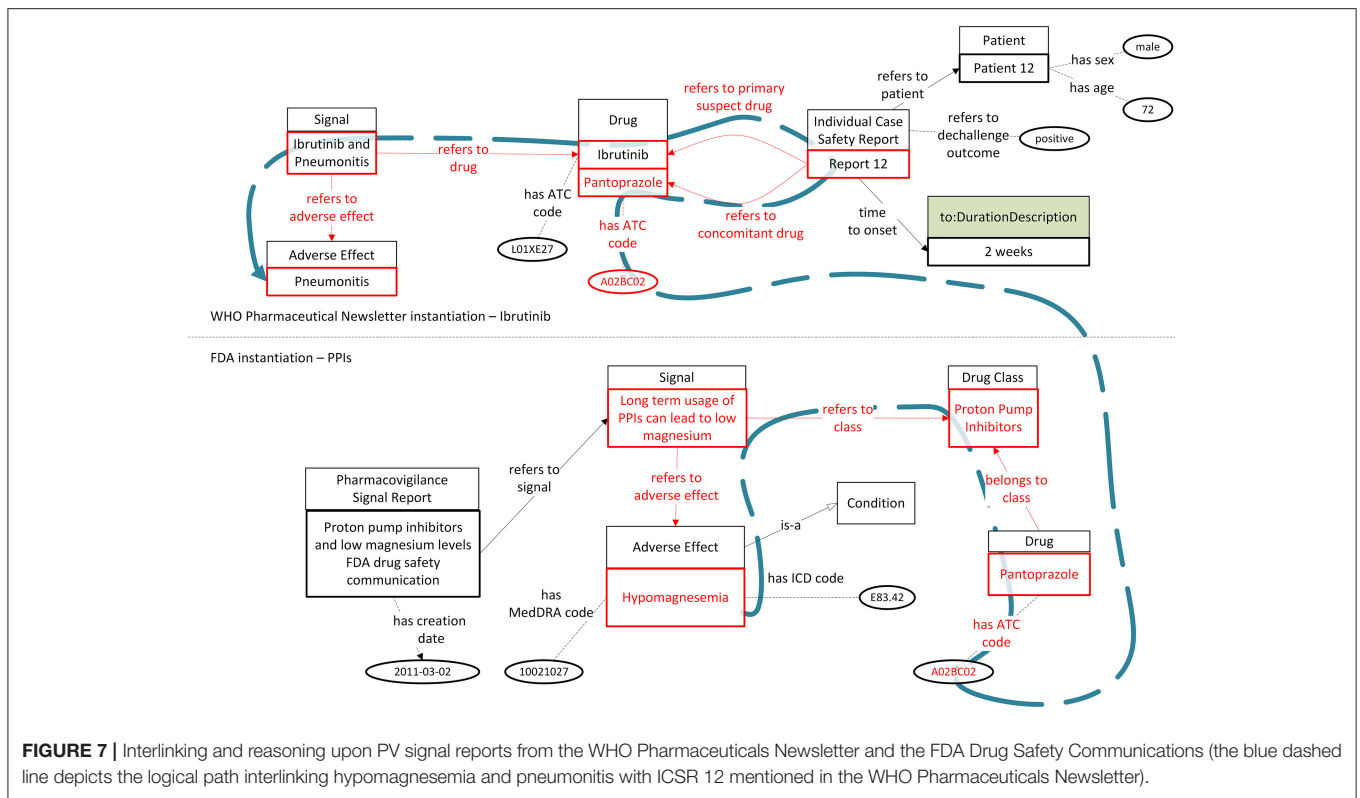 Patient
Patient 12
has sex
male
has age
72
refers to
patient
refers to primary
suspect drug
Signal
Ibrutinib and
Pneumonitis
refers to
drug
Drug
Ibrutinib
Pantoprazole
Individual Case
Safety Report
Report 12
refers to
dechallenge
outcome
positive
refers to
adverse effect
has ATC
code
L01XE27
has ATC
code
A02BC02
refers to
concomitant drug
time
to onset
to:DurationDescription
2 weeks
Adverse Effect
Pneumonitis
WHO Pharmaceutical Newsletter instantiation – Ibrutinib
FDA instantiation – PPIs
Signal
Long term usage of
PPIs can lead to low
magnesium
refers to
class
Drug Class
Proton Pump
Inhibitors
refers to
signal
refers to
adverse effect
belongs to
class
Pharmacovigilance
Signal Report
Proton pump inhibitors
and low magnesium levels
FDA drug safety
communication
Condition
is-a
Adverse Effect
Hypomagnesemia
has ICD code
E83.42
Drug
Pantoprazole
has
MedDRA code
has creation
date
has ATC
code
2011-03-02
10021027
A02BC02
FIGURE 7 | Interlinking and reasoning upon PV signal reports from the WHO Pharmaceuticals Newsletter and the FDA Drug Safety Communications (the blue dashed
line depicts the logical path interlinking hypomagnesemia and pneumonitis with ICSR 12 mentioned in the WHO Pharmaceuticals Newsletter).